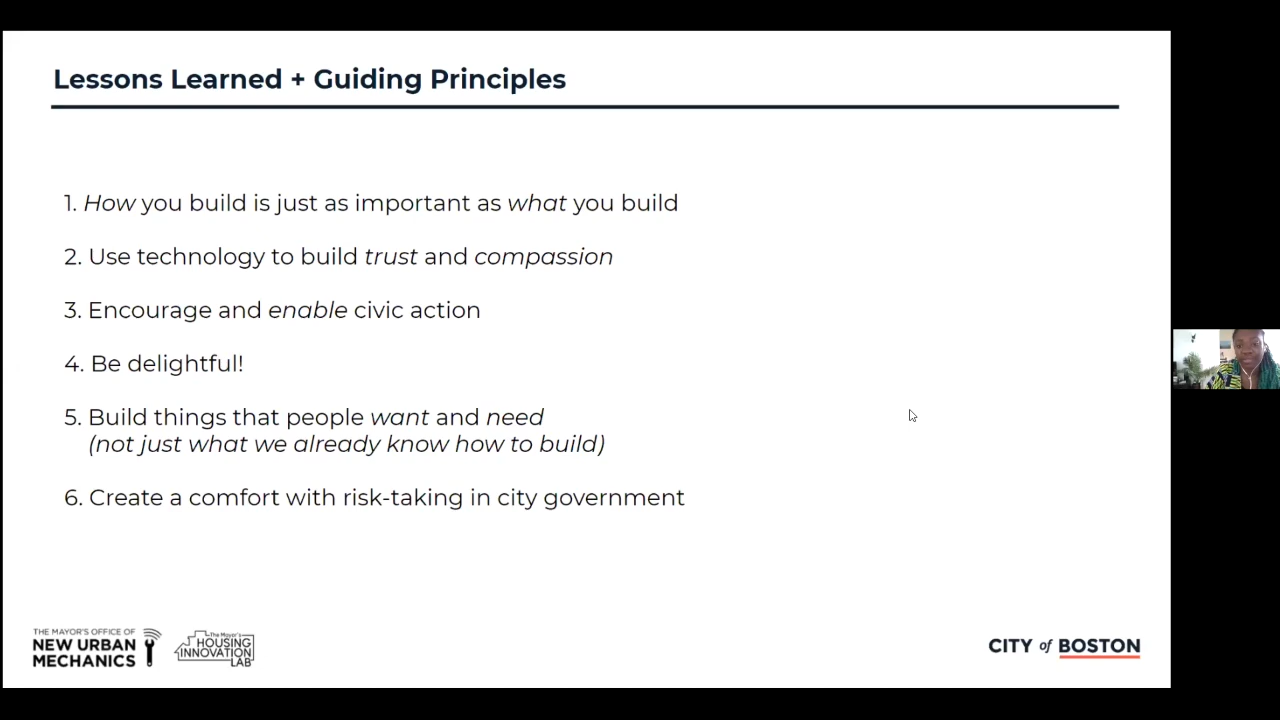 Lessons Learned + Guiding Principles
1. How you build is just as important as what you build
2. Use technology to build trust and compassion
3. Encourage and enable civic action
4. Be delightful!
5. Build things that people want and need
(not just what we already know how to build)
6. Create a comfort with risk-taking in city government
THE MAYOR'S OFFICE OF
NEW URBAN
MECHANICS
The Mayor's
HOUSING
INNOVATION
LAB
CITY of BOSTON